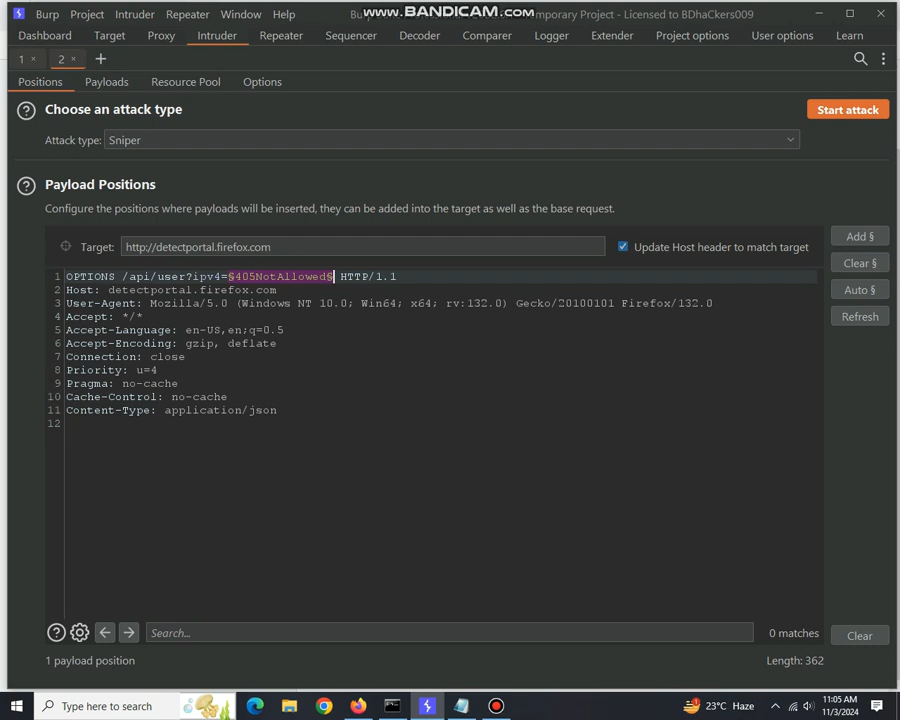 Burp Project Intruder Repeater Window Help Bu
www.BANDICAM.com
mporary Project - Licensed to BDhaCkers009
Dashboard Target Proxy Intruder Repeater Sequencer Decoder Comparer Logger Extender Project options User options Learn
1 × 2 × +
Positions Payloads Resource Pool Options
? Choose an attack type
Start attack
Attack type: Sniper
? Payload Positions
Configure the positions where payloads will be inserted, they can be added into the target as well as the base request.
Target: http://detectportal.firefox.com Update Host header to match target
Add §
Clear §
Auto §
Refresh
1 OPTIONS /api/user?ipv4=§405NotAllowed§ HTTP/1.1
2 Host: detectportal.firefox.com
3 User-Agent: Mozilla/5.0 (Windows NT 10.0; Win64; x64; rv:132.0) Gecko/20100101 Firefox/132.0
4 Accept: */*
5 Accept-Language: en-US,en;q=0.5
6 Accept-Encoding: gzip, deflate
7 Connection: close
8 Priority: u=4
9 Pragma: no-cache
10 Cache-Control: no-cache
11 Content-Type: application/json
12
? Search... 0 matches Clear
1 payload position Length: 362
Type here to search
23°C Haze
11:05 AM
11/3/2024